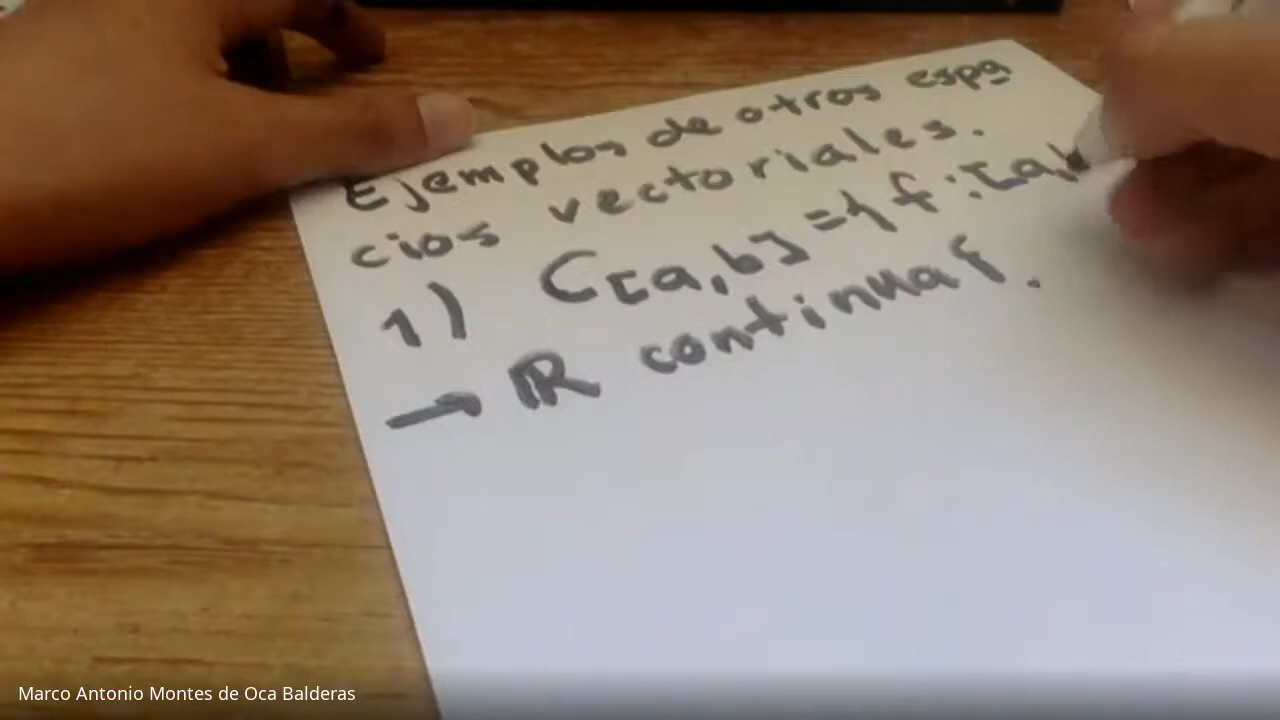 Ejemplos de otros espa
cios vectoriales.
1) C[a,b] = { f : [a,b
→ ℝ continua }.
Marco Antonio Montes de Oca Balderas